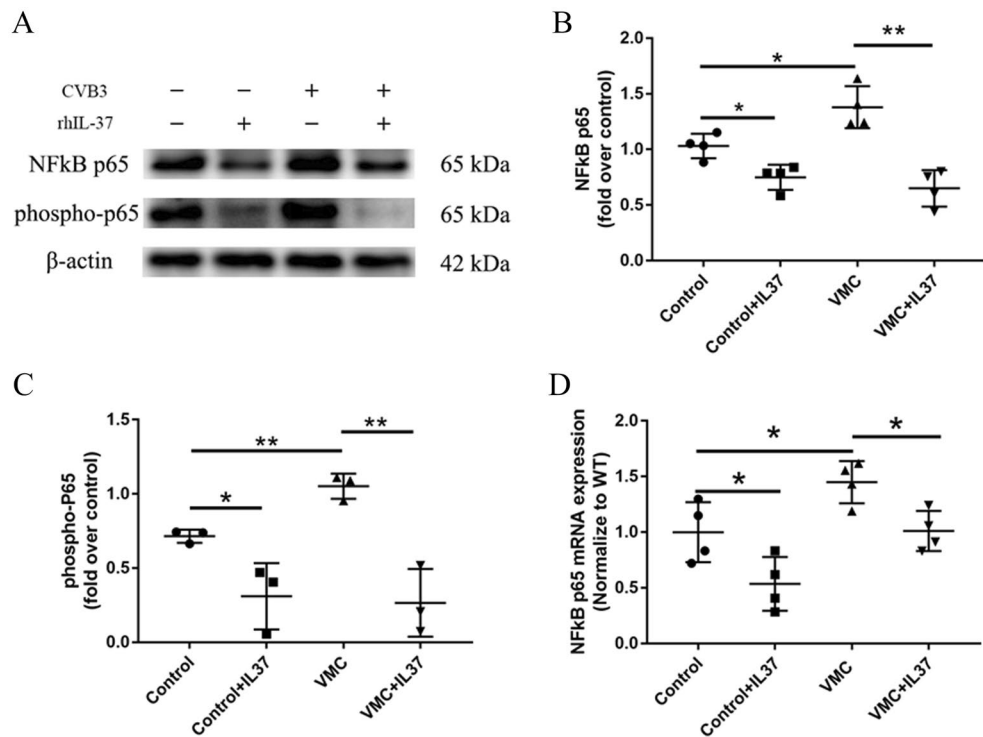 A
CVB3 − − + +
rhIL-37 − + − +
NFkB p65 65 kDa
phospho-p65 65 kDa
β-actin 42 kDa
B
NFkB p65
(fold over control)
2.0
1.5
1.0
0.5
0.0
* * **
Control
Control+IL37
VMC
VMC+IL37
C
phospho-P65
(fold over control)
1.5
1.0
0.5
0.0
* ** **
Control
Control+IL37
VMC
VMC+IL37
D
NFkB p65 mRNA expression
(Normalize to WT)
2.0
1.5
1.0
0.5
0.0
* * *
Control
Control+IL37
VMC
VMC+IL37